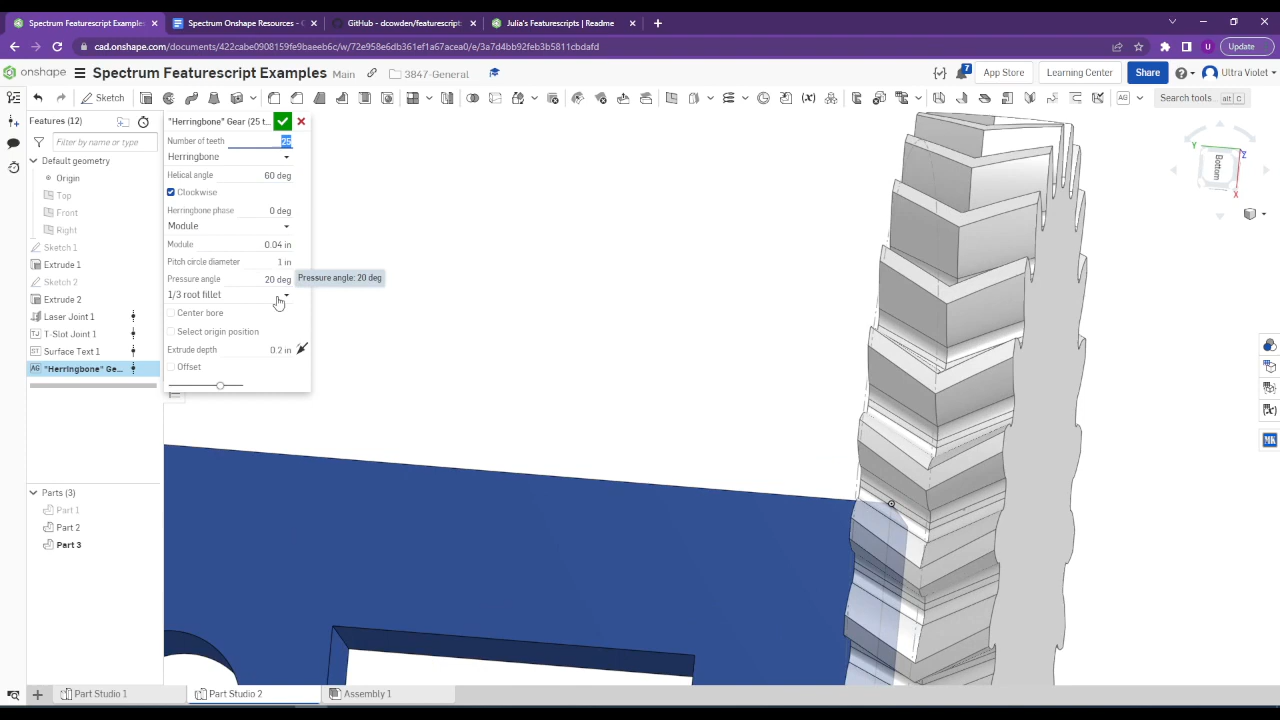 Spectrum Featurescript Examples
Spectrum Onshape Resources - G
GitHub - dcowden/featurescript:
Julia's Featurescripts | Readme
cad.onshape.com/documents/422cabe0908159fe9baeeb6c/w/72e958e6db361ef1a67acea0/e/3a7d4bb92feb3b5811cbdafd
Update
onshape
Spectrum Featurescript Examples
Main
3847-General
7
App Store
Learning Center
Share
Ultra Violet
Sketch
Search tools...
alt C
Features (12)
Filter by name or type
Default geometry
Origin
Top
Front
Right
Sketch 1
Extrude 1
Sketch 2
Extrude 2
Laser Joint 1
TJ T-Slot Joint 1
ST Surface Text 1
AG "Herringbone" Ge...
"Herringbone" Gear (25 t...
Number of teeth 25
Herringbone
Helical angle 60 deg
Clockwise
Herringbone phase 0 deg
Module
Module 0.04 in
Pitch circle diameter 1 in
Pressure angle 20 deg
Pressure angle: 20 deg
1/3 root fillet
Center bore
Select origin position
Extrude depth 0.2 in
Offset
Parts (3)
Part 1
Part 2
Part 3
Bottom
Z
X
Y
AG
MK
Part Studio 1
Part Studio 2
Assembly 1